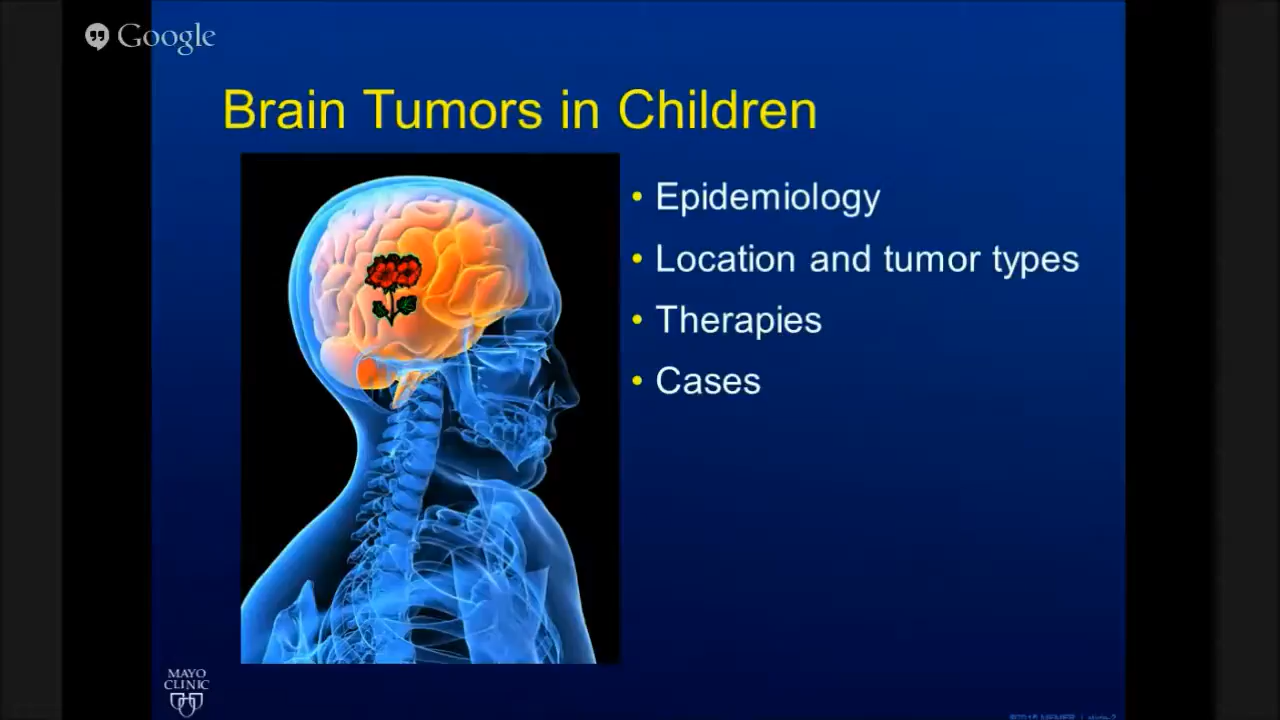 Google
Brain Tumors in Children
• Epidemiology
• Location and tumor types
• Therapies
• Cases
MAYO
CLINIC